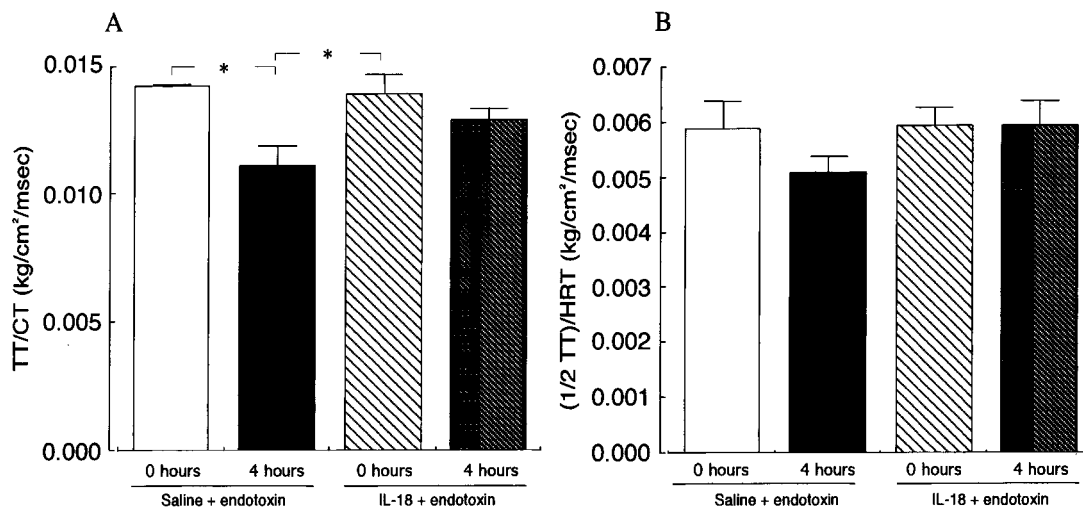 A
* *
TT/CT (kg/cm²/msec)
0.015
0.010
0.005
0.000
0 hours 4 hours 0 hours 4 hours
Saline + endotoxin IL-18 + endotoxin
B
(1/2 TT)/HRT (kg/cm²/msec)
0.007
0.006
0.005
0.004
0.003
0.002
0.001
0.000
0 hours 4 hours 0 hours 4 hours
Saline + endotoxin IL-18 + endotoxin